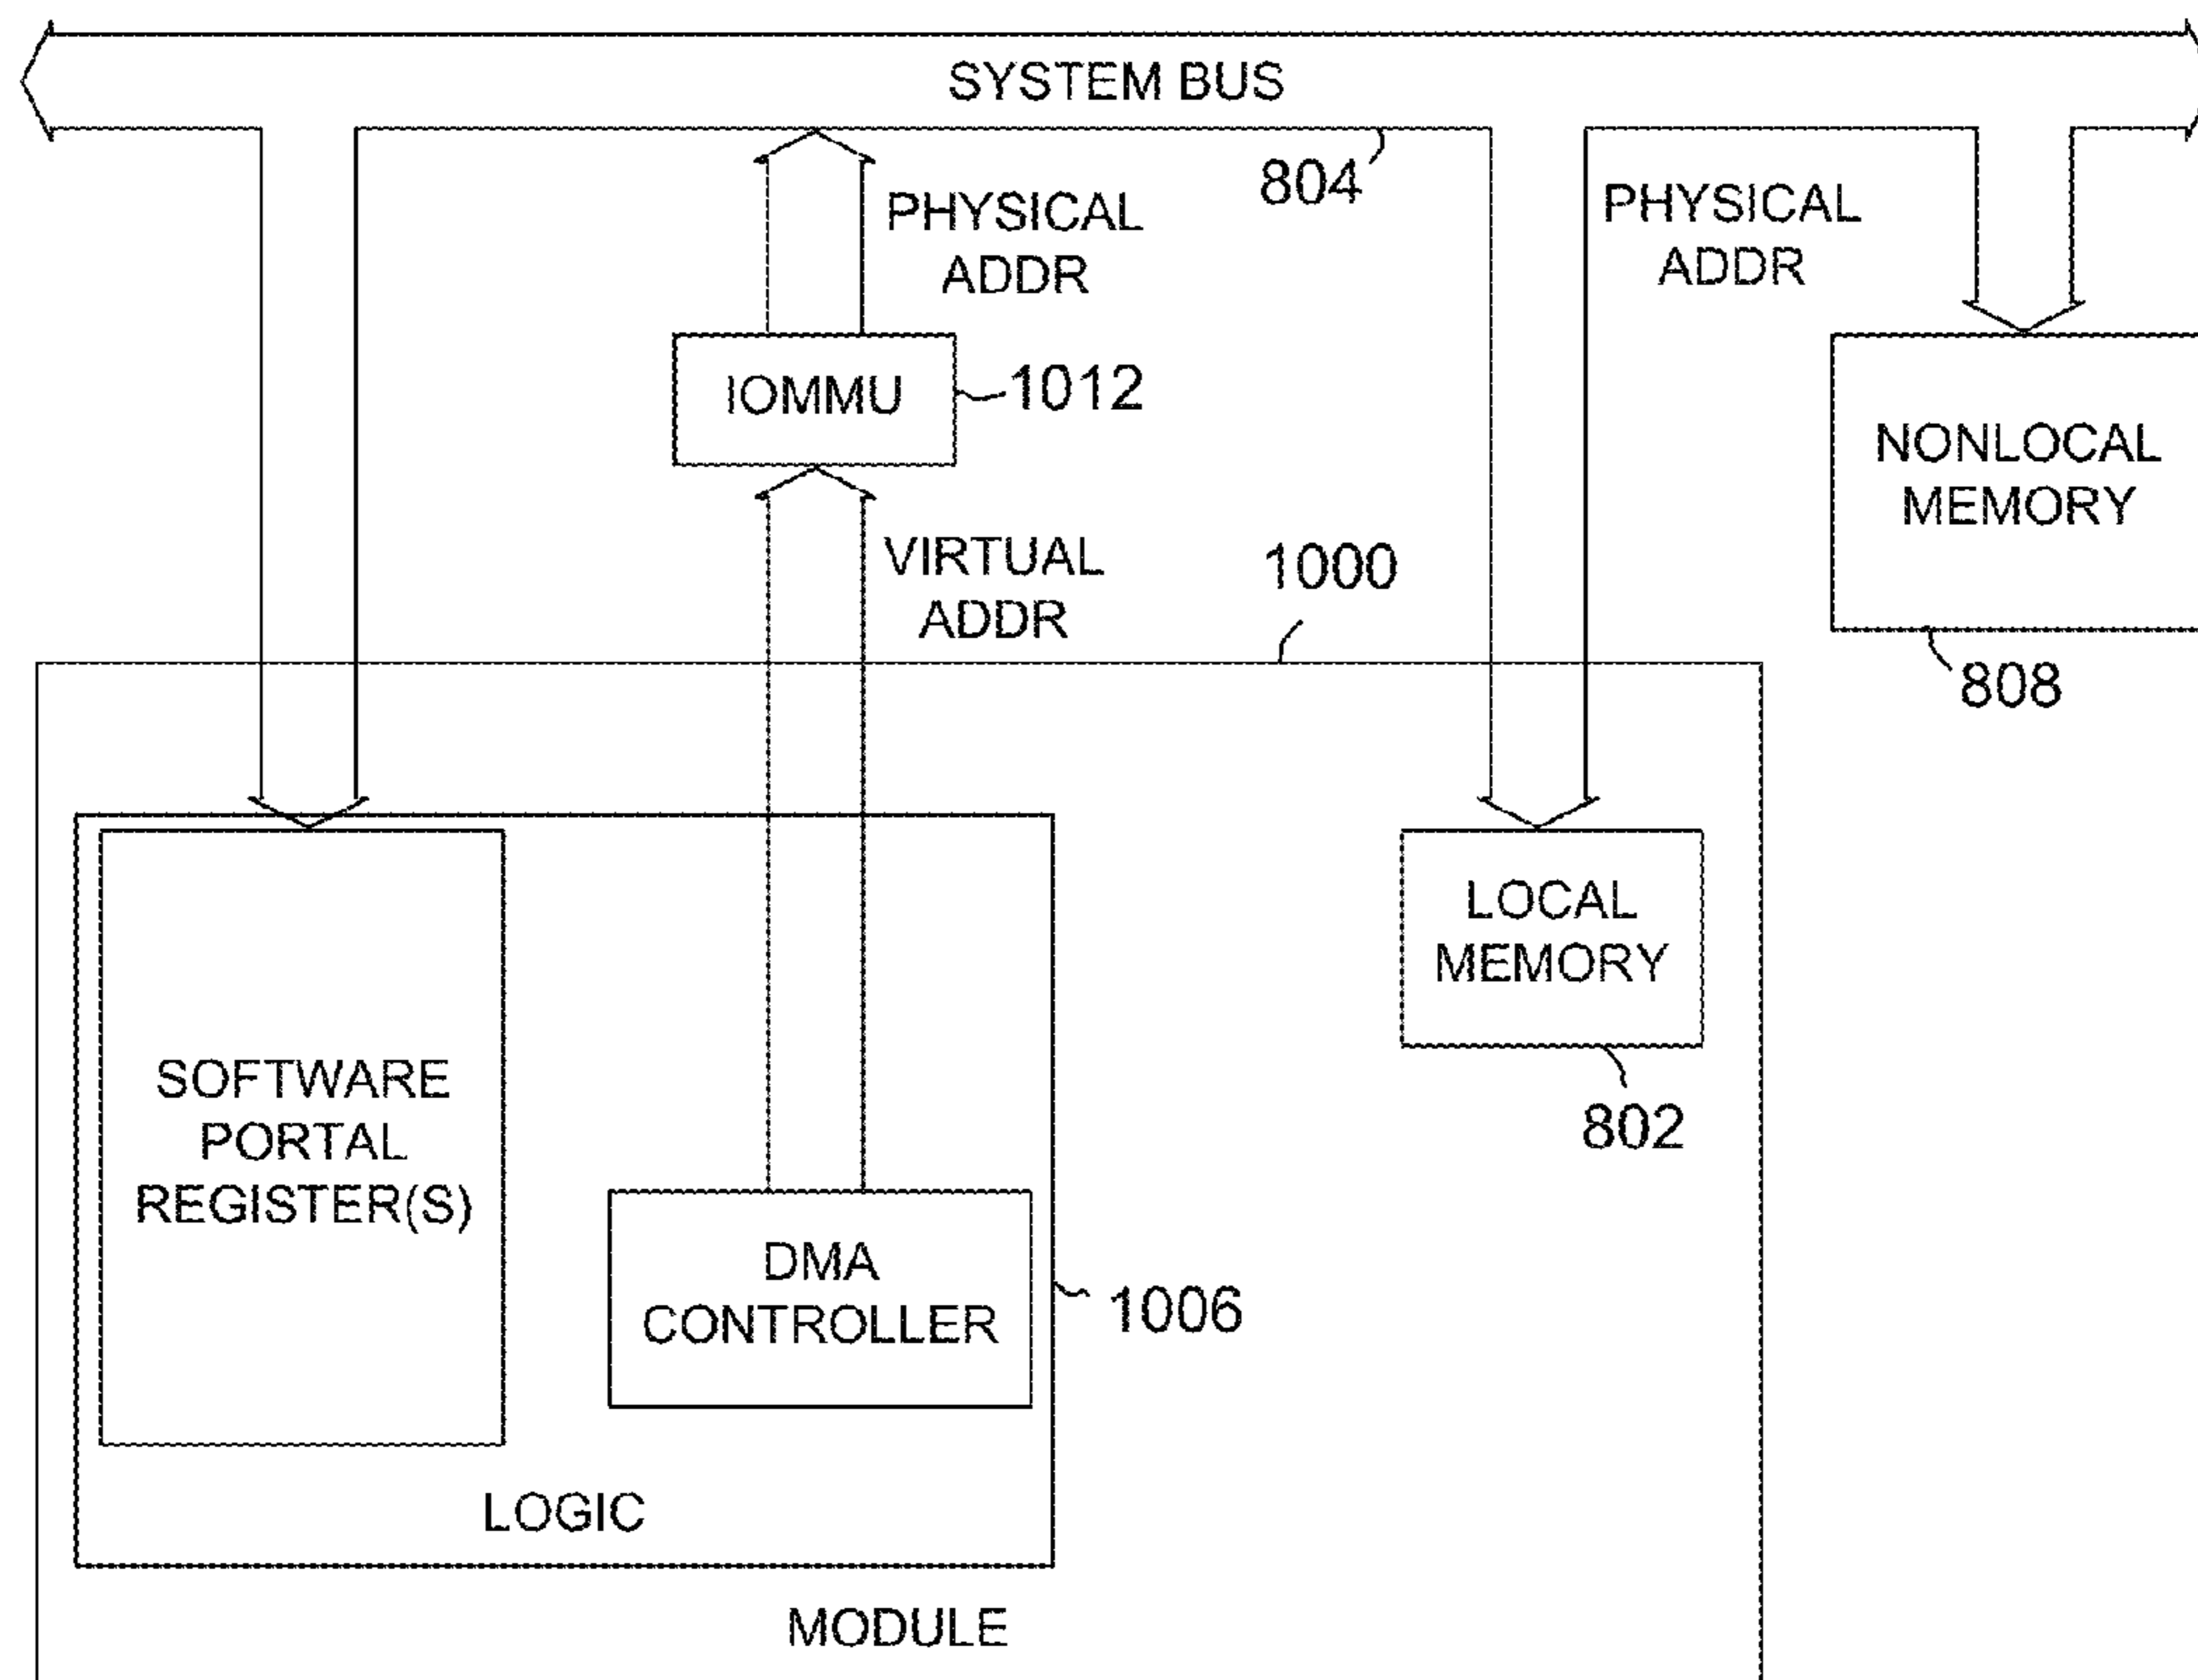 SYSTEM BUS
804
PHYSICAL
ADDR
PHYSICAL
ADDR
IOMMU
1012
NONLOCAL
MEMORY
808
VIRTUAL
ADDR
1000
LOCAL
MEMORY
802
SOFTWARE
PORTAL
REGISTER(S)
DMA
CONTROLLER
1006
LOGIC
MODULE